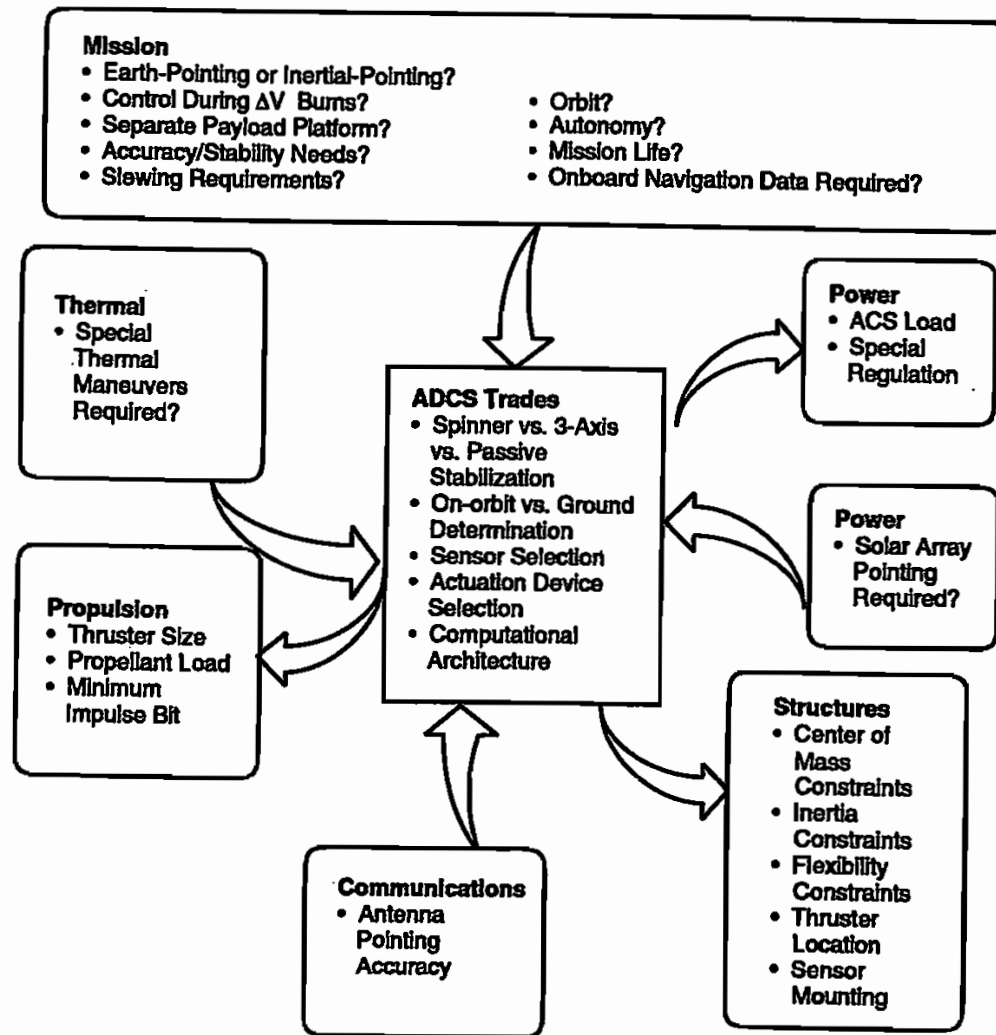 Mission
• Earth-Pointing or Inertial-Pointing?
• Control During ΔV Burns?
• Separate Payload Platform?
• Accuracy/Stability Needs?
• Slewing Requirements?
• Orbit?
• Autonomy?
• Mission Life?
• Onboard Navigation Data Required?
Thermal
• Special
Thermal
Maneuvers
Required?
Power
• ACS Load
• Special
Regulation
ADCS Trades
• Spinner vs. 3-Axis
vs. Passive
Stabilization
• On-orbit vs. Ground
Determination
• Sensor Selection
• Actuation Device
Selection
• Computational
Architecture
Power
• Solar Array
Pointing
Required?
Propulsion
• Thruster Size
• Propellant Load
• Minimum
Impulse Bit
Structures
• Center of
Mass
Constraints
• Inertia
Constraints
• Flexibility
Constraints
• Thruster
Location
• Sensor
Mounting
Communications
• Antenna
Pointing
Accuracy